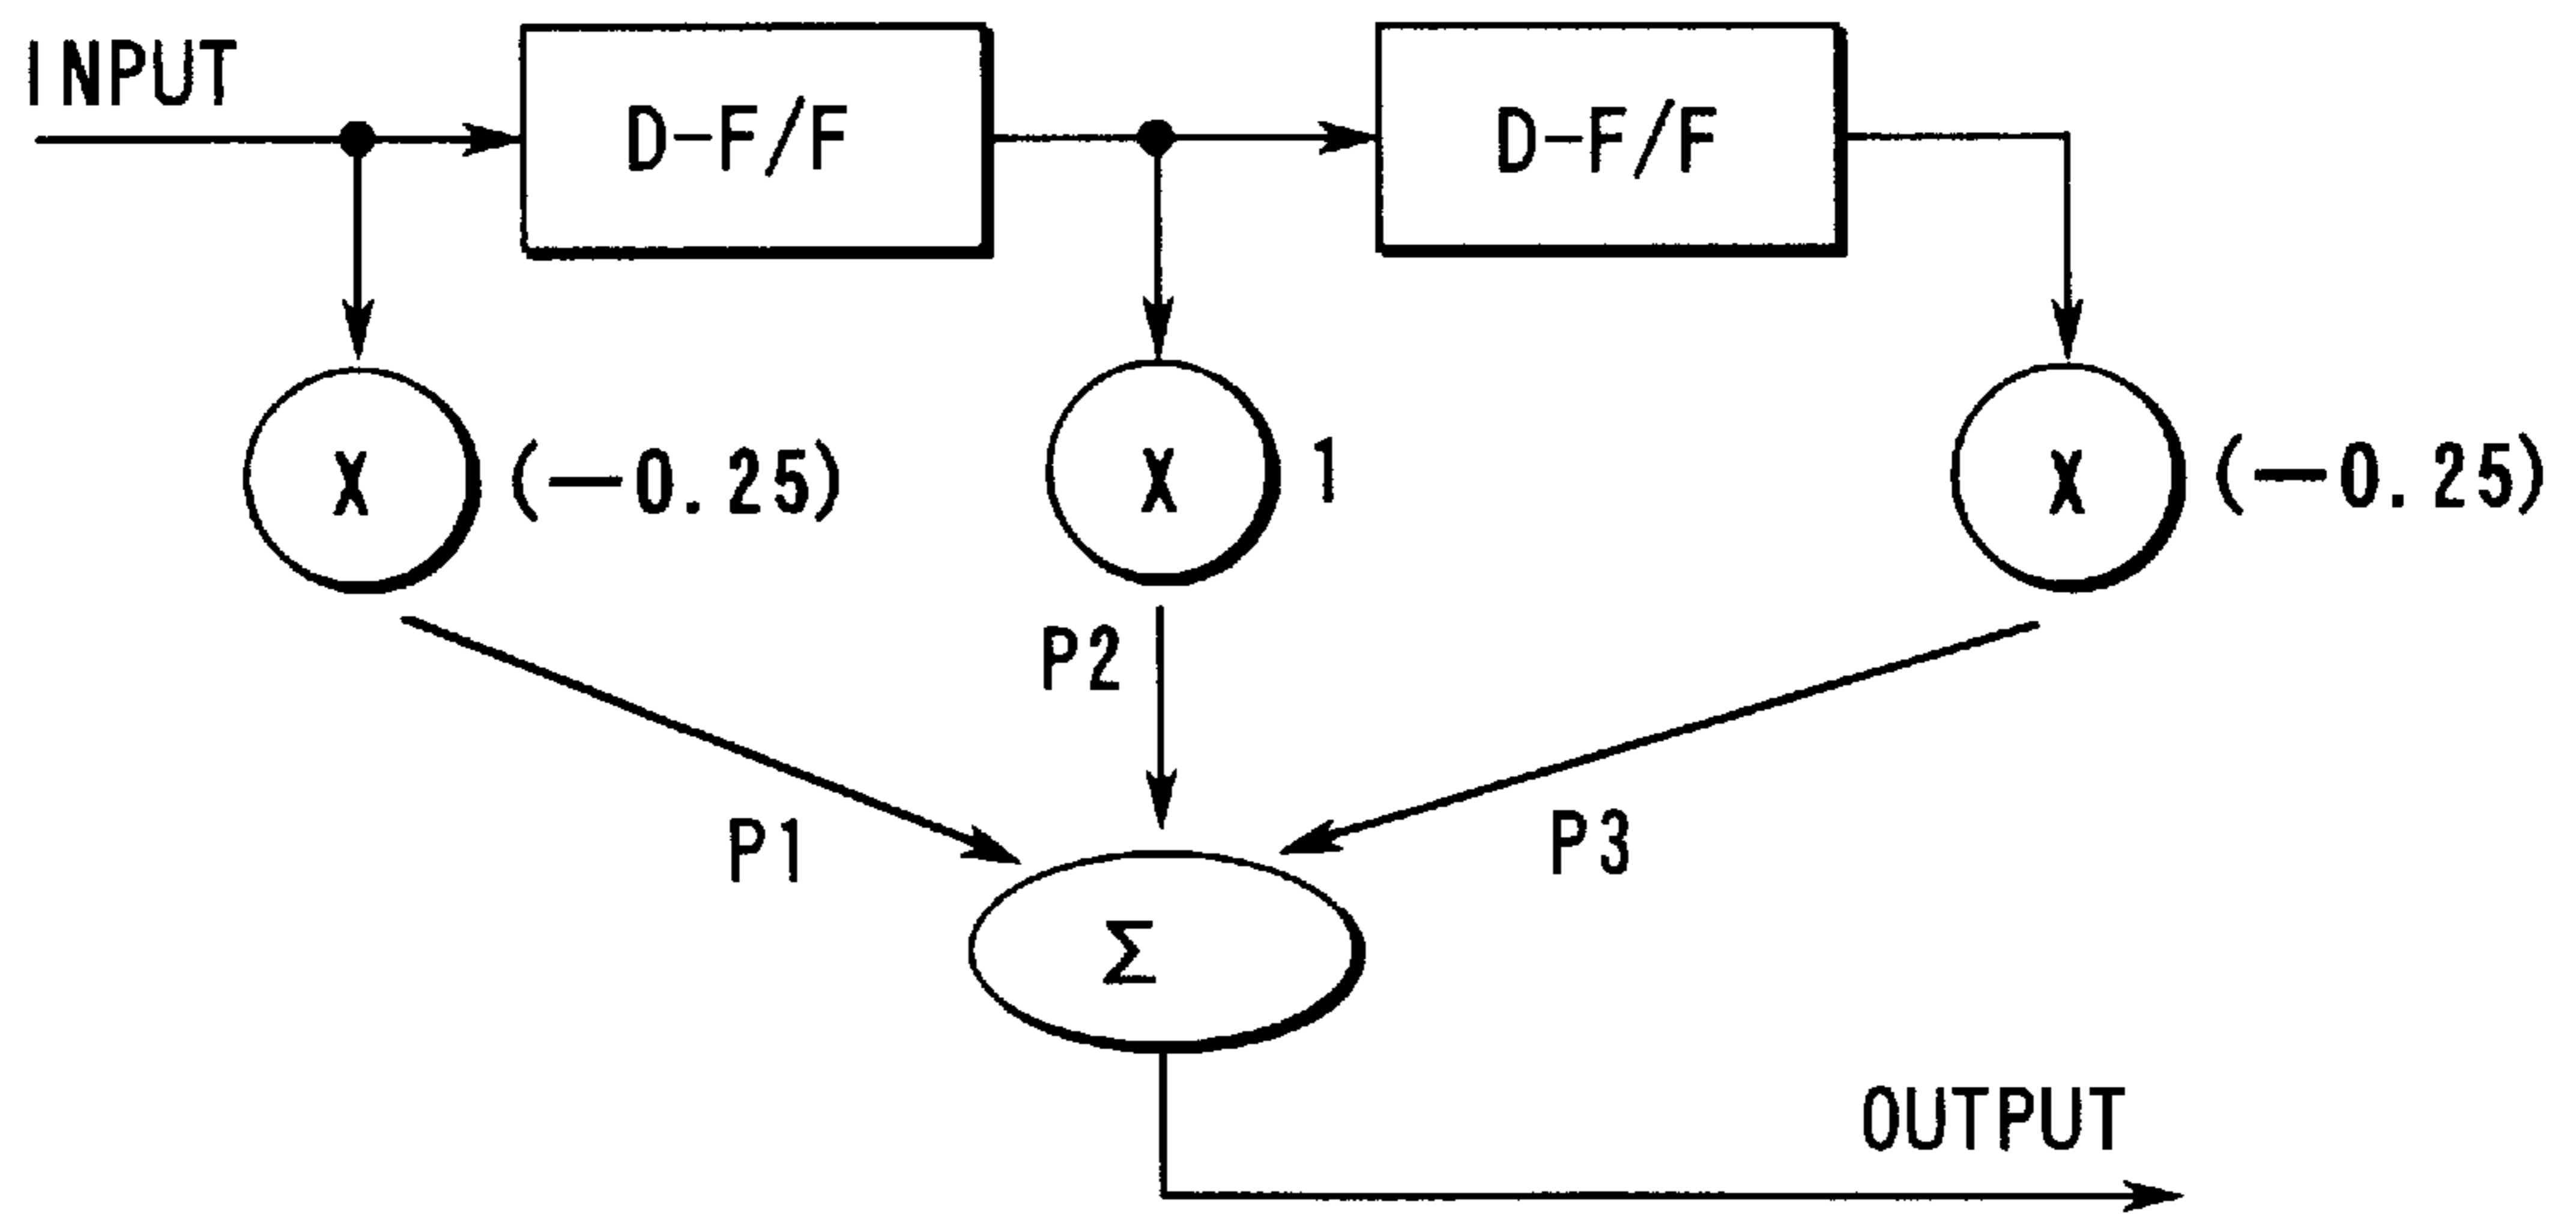 INPUT
D-F/F
D-F/F
X (-0.25)
X 1
X (-0.25)
P2
P1
P3
Σ
OUTPUT